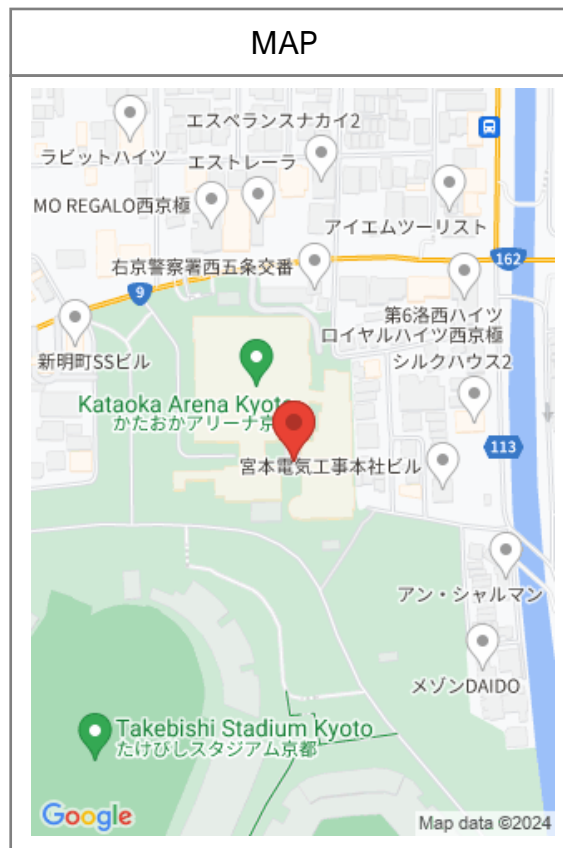 MAP
エスペランスナカイ2
ラビットハイツ
エストレーラ
MO REGALO西京極
アイエムツーリスト
右京警察署西五条交番
162
9
第6洛西ハイツ
ロイヤルハイツ西京極
新明町SSビル
シルクハウス2
Kataoka Arena Kyoto
かたおかアリーナ京
113
宮本電気工事本社ビル
アン・シャルマン
メゾンDAIDO
Takebishi Stadium Kyoto
たけびしスタジアム京都
Google
Map data ©2024